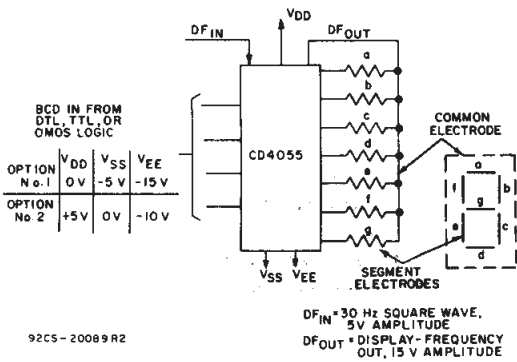 VDD
DFIN
DFOUT
a
b
c
d
e
f
g
BCD IN FROM
DTL, TTL, OR
CMOS LOGIC
CD4055
OPTION No.1
VDD VSS VEE
0V -5V -15V
OPTION No.2
+5V 0V -10V
COMMON
ELECTRODE
a
f b
g
e c
d
VSS VEE
SEGMENT
ELECTRODES
DFIN = 30 Hz SQUARE WAVE,
5V AMPLITUDE
DFOUT = DISPLAY-FREQUENCY
OUT, 15 V AMPLITUDE
92CS-20089R2